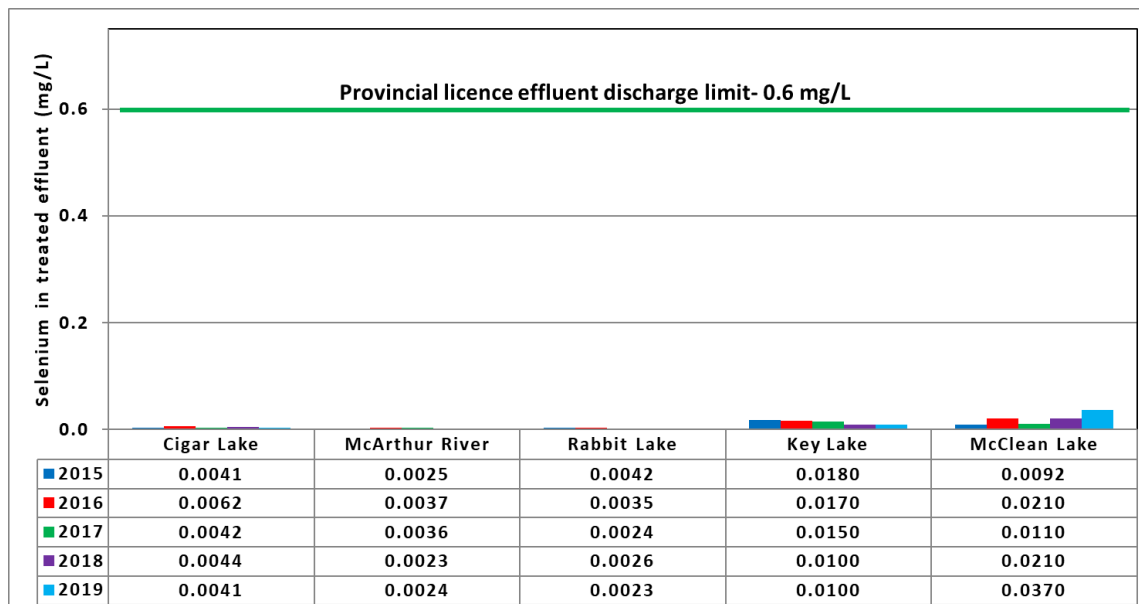 Selenium in treated effluent (mg/L)
Provincial licence effluent discharge limit- 0.6 mg/L
0.6
0.4
0.2
0.0
Cigar Lake McArthur River Rabbit Lake Key Lake McClean Lake
2015 0.0041 0.0025 0.0042 0.0180 0.0092
2016 0.0062 0.0037 0.0035 0.0170 0.0210
2017 0.0042 0.0036 0.0024 0.0150 0.0110
2018 0.0044 0.0023 0.0026 0.0100 0.0210
2019 0.0041 0.0024 0.0023 0.0100 0.0370